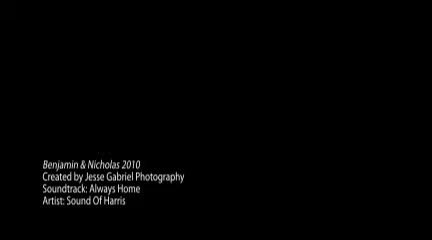 Benjamin & Nicholas 2010
Created by Jesse Gabriel Photography
Soundtrack: Always Home
Artist: Sound Of Harris